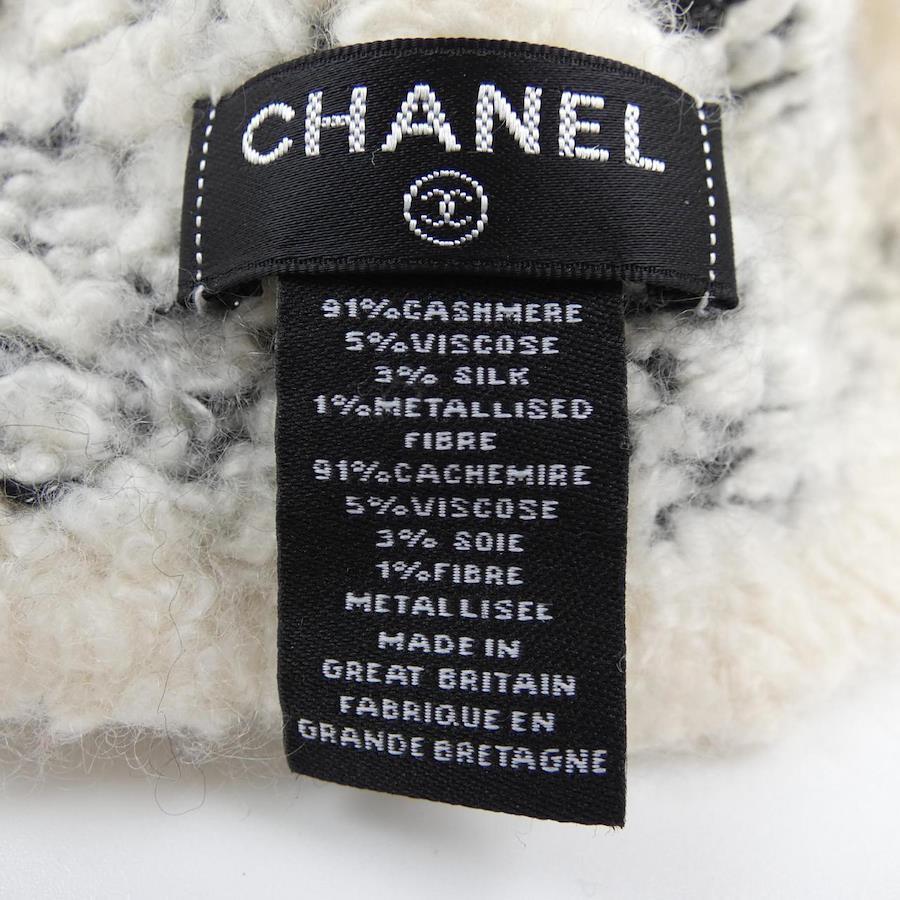 CHANEL
91%CASHMERE
5%VISCOSE
3% SILK
1%METALLISED
FIBRE
91%CACHEMIRE
5%VISCOSE
3% SOIE
1%FIBRE
METALLISEE
MADE IN
GREAT BRITAIN
FABRIQUE EN
GRANDE BRETAGNE